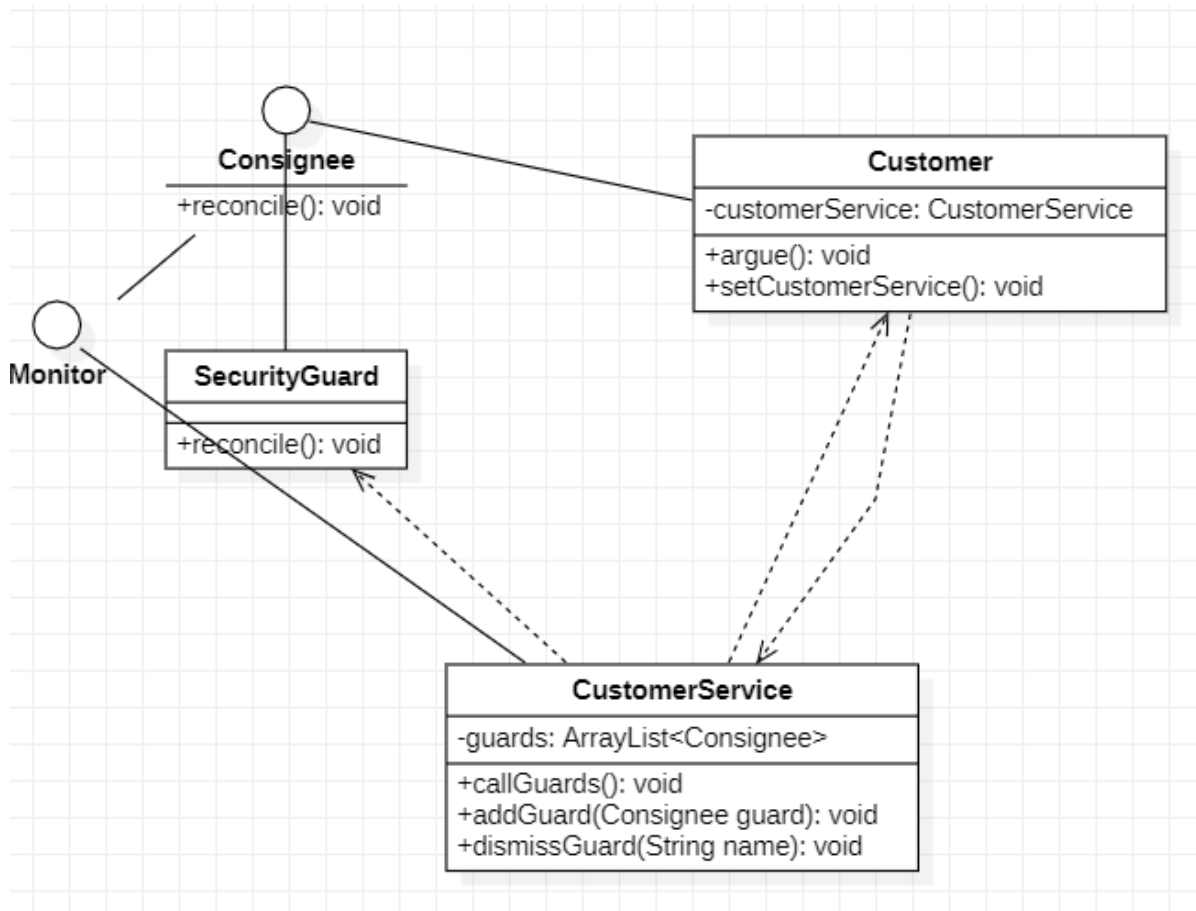 Consignee
+reconcile(): void
Customer
-customerService: CustomerService
+argue(): void
+setCustomerService(): void
Monitor
SecurityGuard
+reconcile(): void
CustomerService
-guards: ArrayList<Consignee>
+callGuards(): void
+addGuard(Consignee guard): void
+dismissGuard(String name): void